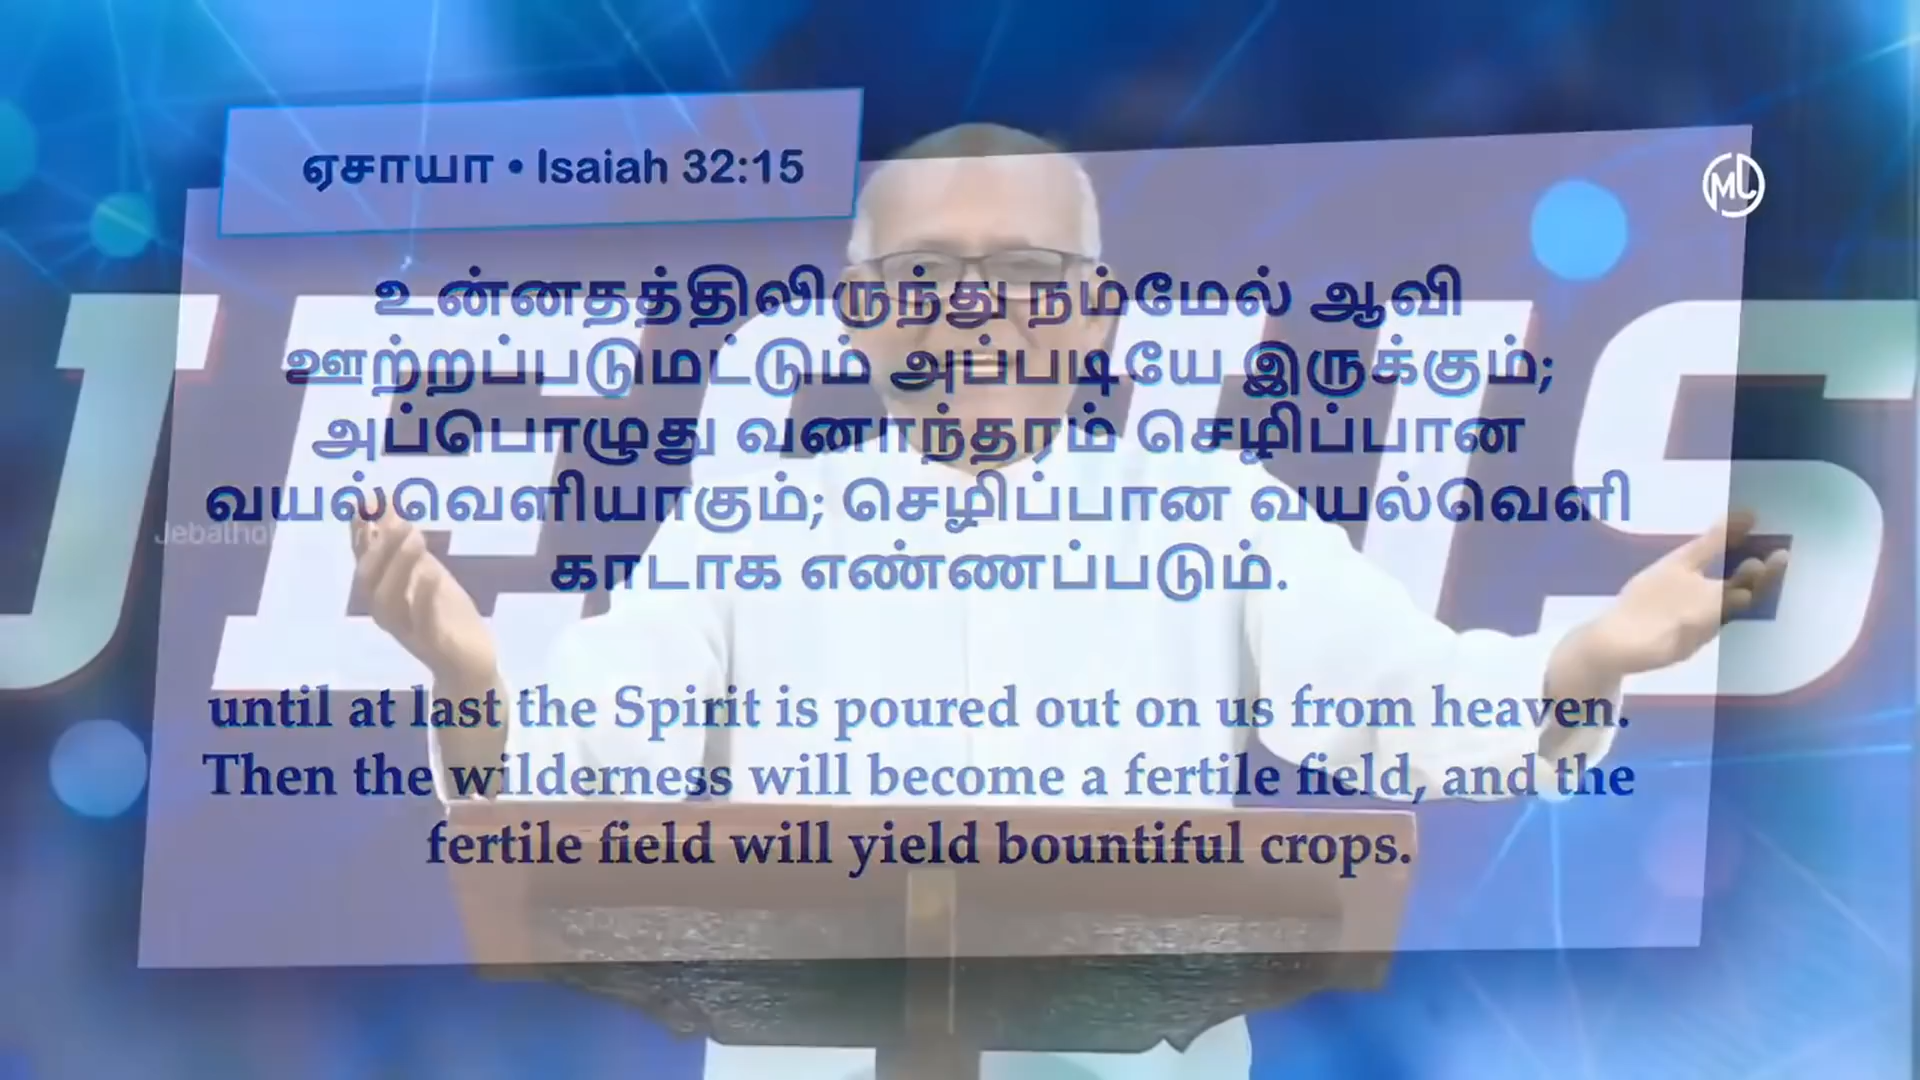 ஏசாயா • Isaiah 32:15
உன்னதத்திலிருந்து நம்மேல் ஆவி
ஊற்றப்படுமட்டும் அப்படியே இருக்கும்;
அப்பொழுது வனாந்தரம் செழிப்பான
வயல்வெளியாகும்; செழிப்பான வயல்வெளி
காடாக எண்ணப்படும்.
until at last the Spirit is poured out on us from heaven.
Then the wilderness will become a fertile field, and the
fertile field will yield bountiful crops.
JESUS